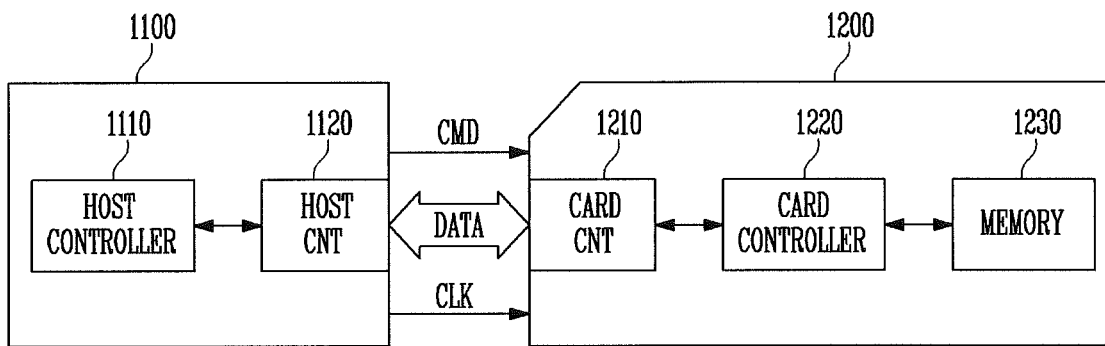 1100
1200
1110
1120
CMD
1210
1220
1230
HOST
CONTROLLER
HOST
CNT
DATA
CARD
CNT
CARD
CONTROLLER
MEMORY
CLK